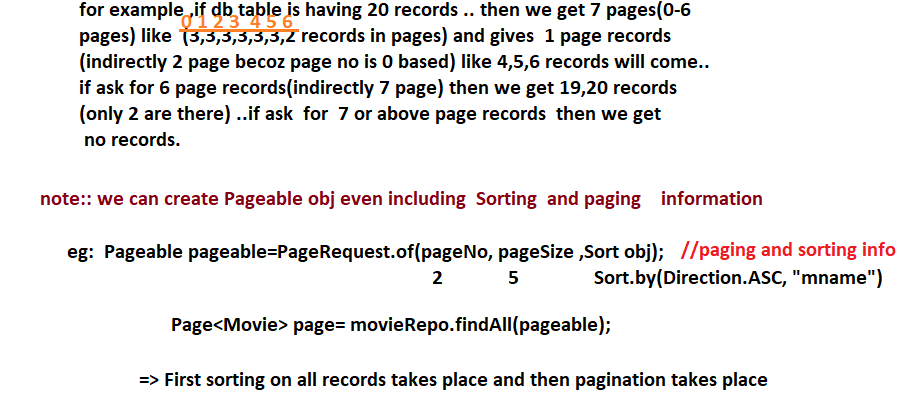 for example ,if db table is having 20 records .. then we get 7 pages(0-6
0 1 2 3 4 5 6
pages) like (3,3,3,3,3,3,2 records in pages) and gives 1 page records
(indirectly 2 page becoz page no is 0 based) like 4,5,6 records will come..
if ask for 6 page records(indirectly 7 page) then we get 19,20 records
(only 2 are there) ..if ask for 7 or above page records then we get
no records.
note:: we can create Pageable obj even including Sorting and paging information
eg: Pageable pageable=PageRequest.of(pageNo, pageSize ,Sort obj); //paging and sorting info
2 5 Sort.by(Direction.ASC, "mname")
Page<Movie> page= movieRepo.findAll(pageable);
=> First sorting on all records takes place and then pagination takes place